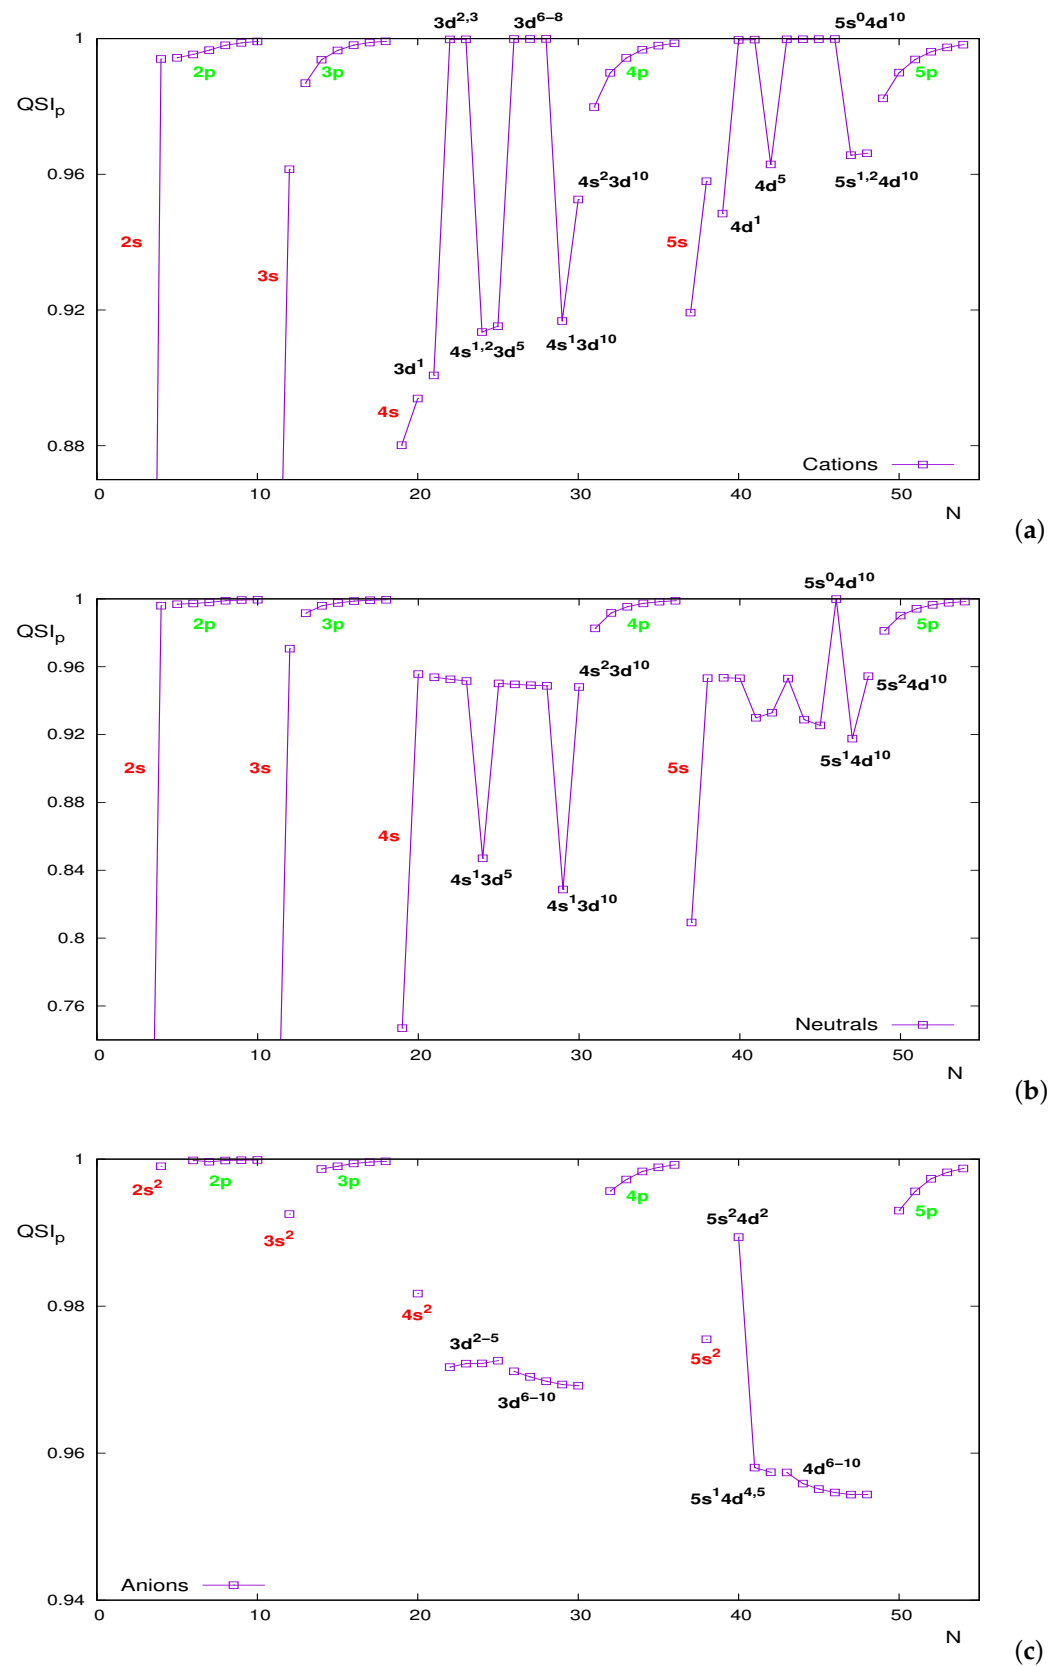 1
3d2,3
3d6−8
5s04d10
2p
3p
4p
5p
QSIp
0.96
4s23d10
4d5
5s1,24d10
4d1
2s
5s
3s
0.92
4s1,23d5
4s13d10
3d1
4s
0.88
Cations
0 10 20 30 40 50
N
(a)
5s04d10
1
2p
3p
4p
5p
QSIp
0.96
4s23d10
5s24d10
0.92
5s14d10
2s
3s
5s
0.88
4s
0.84
4s13d5
4s13d10
0.8
0.76
Neutrals
0 10 20 30 40 50
N
(b)
1
2s2
2p
3p
4p
5p
QSIp
3s2
5s24d2
0.98
4s2
3d2−5
5s2
3d6−10
0.96
4d6−10
5s14d4,5
Anions
0.94
0 10 20 30 40 50
N
(c)